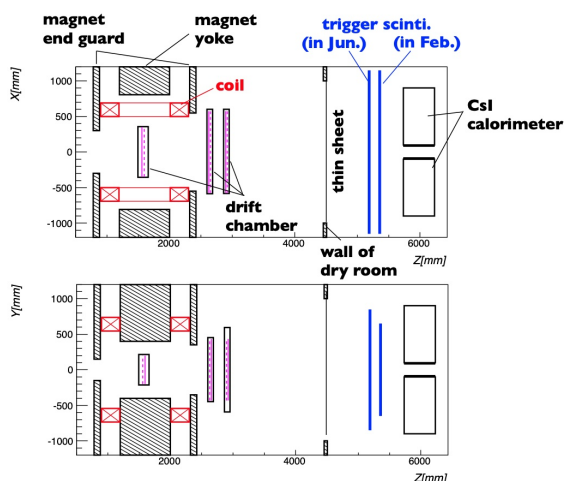 magnet
end guard
magnet
yoke
trigger scinti.
(in Jun.)
(in Feb.)
X[mm]
1000
500
0
-500
-1000
coil
thin sheet
CsI
calorimeter
drift
chamber
wall of
dry room
2000
4000
6000
Z[mm]
Y[mm]
1000
500
0
-500
-1000
2000
4000
6000
Z[mm]